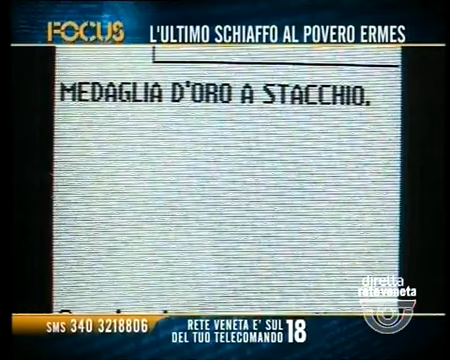 FOCUS L'ULTIMO SCHIAFFO AL POVERO ERMES
MEDAGLIA D'ORO A STACCHIO.
diretta
reteveneta
SMS 340 3218806
RETE VENETA E' SUL
DEL TUO TELECOMANDO 18